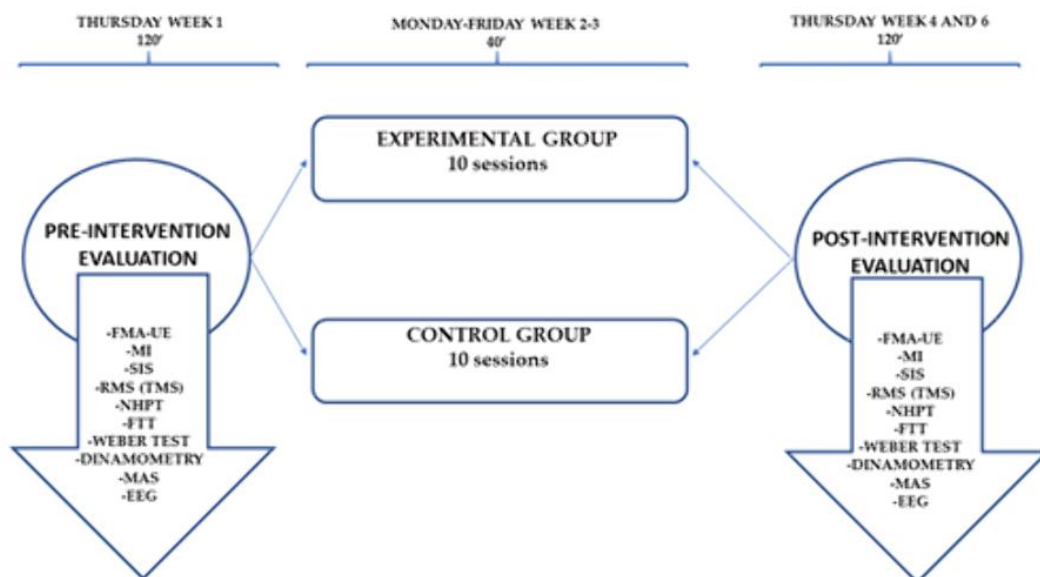 THURSDAY WEEK 1
120'
MONDAY-FRIDAY WEEK 2-3
40'
THURSDAY WEEK 4 AND 6
120'
EXPERIMENTAL GROUP
10 sessions
PRE-INTERVENTION
EVALUATION
-FMA-UE
-MI
-SIS
-RMS (TMS)
-NHPT
-FTT
-WEBER TEST
-DINAMOMETRY
-MAS
-EEG
CONTROL GROUP
10 sessions
POST-INTERVENTION
EVALUATION
-FMA-UE
-MI
-SIS
-RMS (TMS)
-NHPT
-FTT
-WEBER TEST
-DINAMOMETRY
-MAS
-EEG